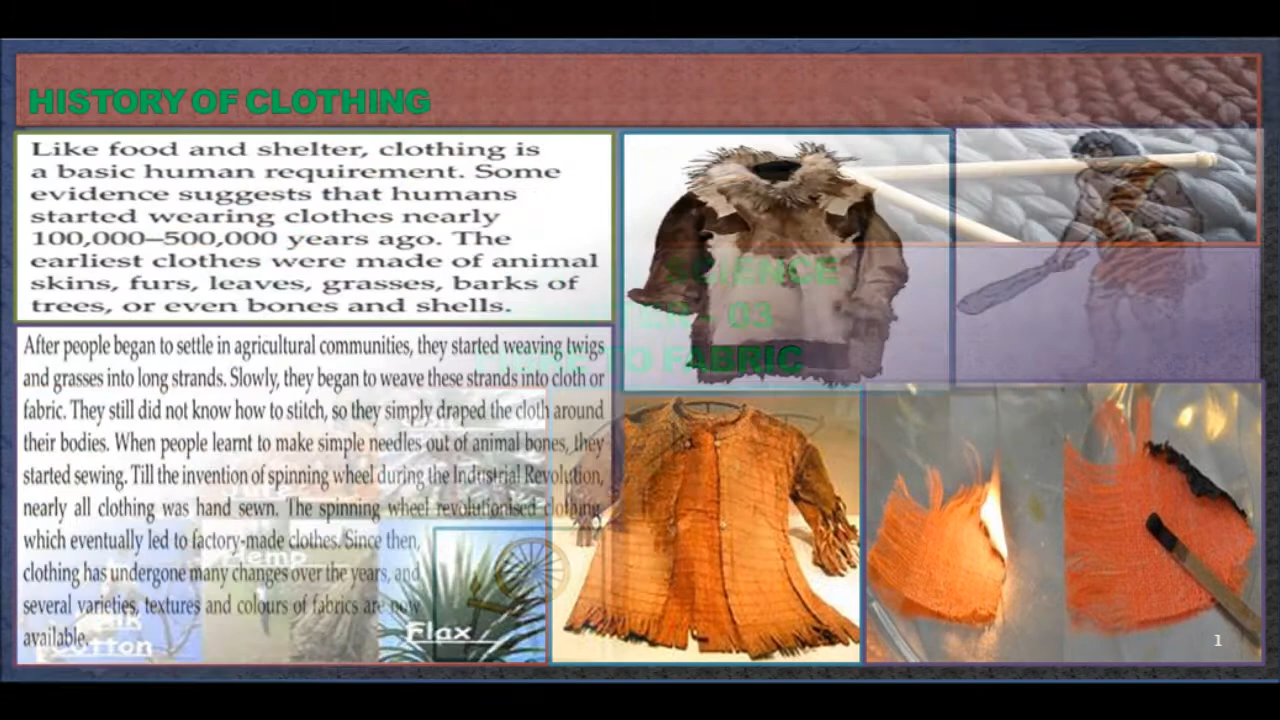 HISTORY OF CLOTHING
Like food and shelter, clothing is
a basic human requirement. Some
evidence suggests that humans
started wearing clothes nearly
100,000–500,000 years ago. The
earliest clothes were made of animal
skins, furs, leaves, grasses, barks of
trees, or even bones and shells.
SCIENCE
03
TO FABRIC
After people began to settle in agricultural communities, they started weaving twigs
and grasses into long strands. Slowly, they began to weave these strands into cloth or
fabric. They still did not know how to stitch, so they simply draped the cloth around
their bodies. When people learnt to make simple needles out of animal bones, they
started sewing. Till the invention of spinning wheel during the Industrial Revolution,
nearly all clothing was hand sewn. The spinning wheel revolutionised clothing,
which eventually led to factory-made clothes. Since then,
clothing has undergone many changes over the years, and
several varieties, textures and colours of fabrics are now
available.
Hemp
Flax
1